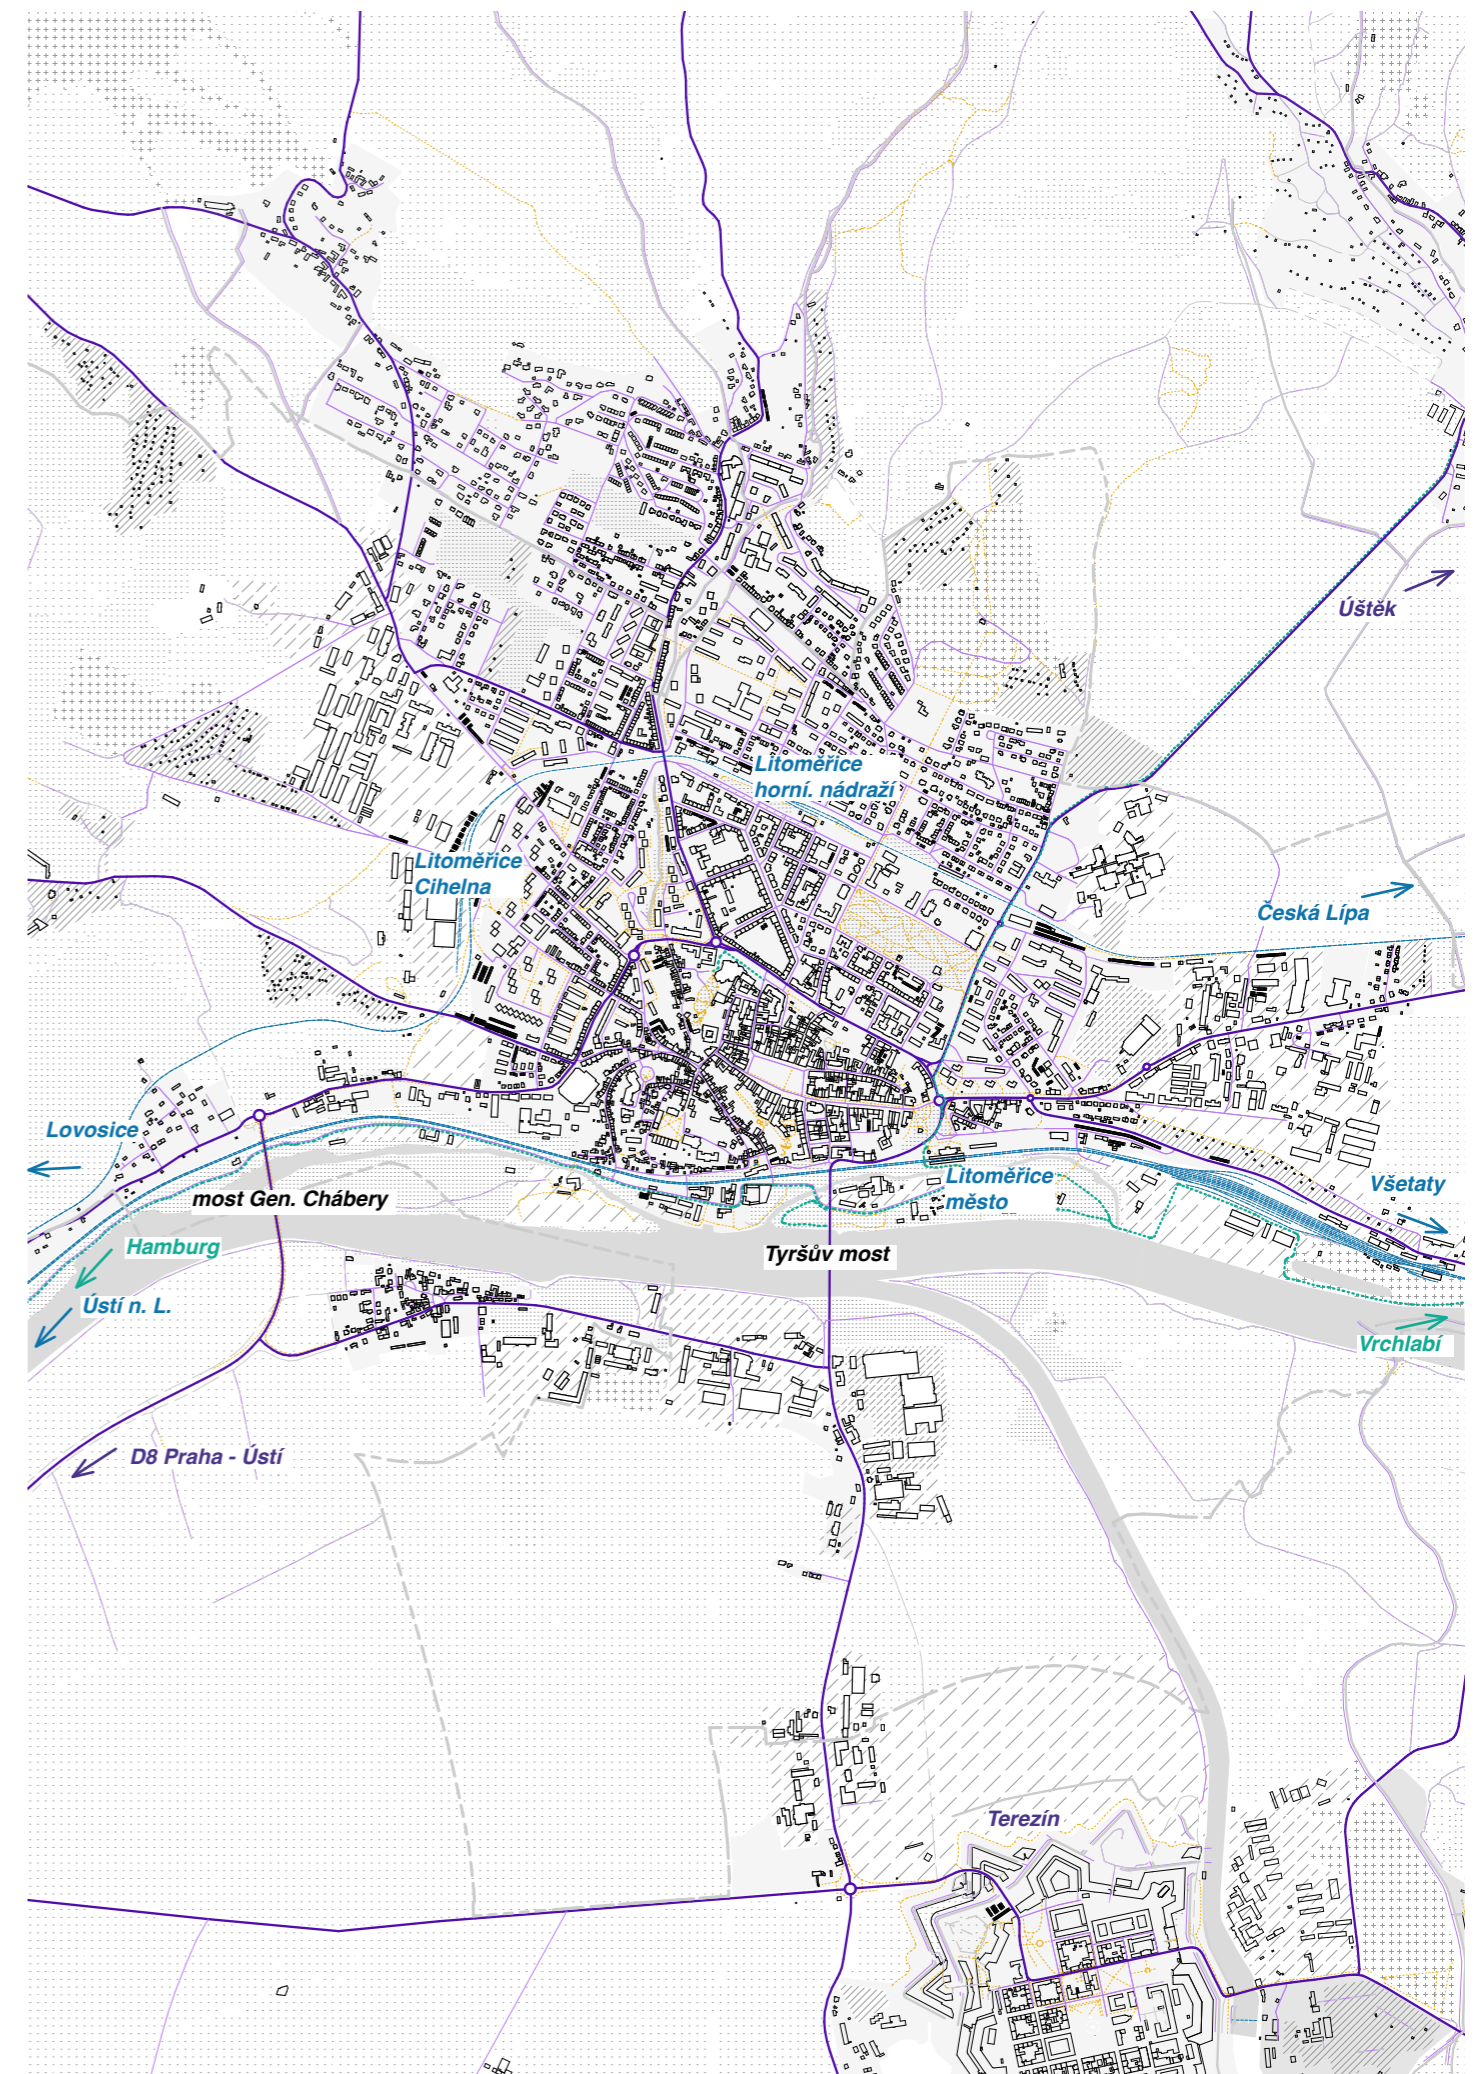 Úštěk
Litoměřice
horní. nádraží
Litoměřice
Cihelna
Česká Lípa
Lovosice
Litoměřice
město
Všetaty
most Gen. Chábery
Hamburg
Tyršův most
Ústí n. L.
Vrchlabí
D8 Praha - Ústí
Terezín